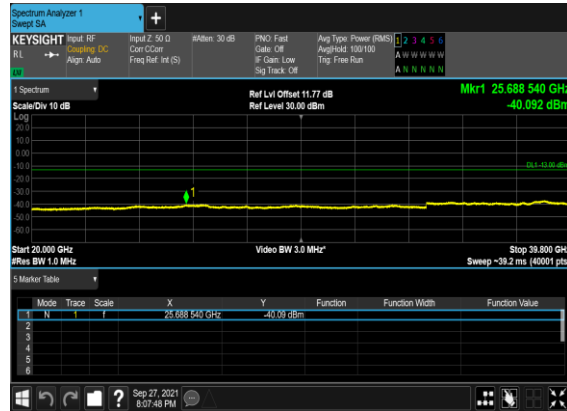 Spectrum Analyzer 1
Swept SA
+
KEYSIGHT Input: RF Input Z: 50 Ω #Atten: 30 dB PNO: Fast Avg Type: Power (RMS) 1 2 3 4 5 6
RL Coupling: DC Corr CCorr Gate: Off Avg|Hold: 100/100 A W W W W W
Align: Auto Freq Ref: Int (S) IF Gain: Low Trig: Free Run
LW Sig Track: Off A N N N N N
1 Spectrum Ref Lvl Offset 11.77 dB Mkr1 25.688 540 GHz
Scale/Div 10 dB Ref Level 30.00 dBm -40.092 dBm
Log
20.0
10.0
0.00
-10.0 DL1 -13.00 dBm
-20.0
-30.0
1
-40.0
-50.0
-60.0
Start 20.000 GHz Video BW 3.0 MHz* Stop 39.800 GHz
#Res BW 1.0 MHz Sweep ~39.2 ms (40001 pts)
5 Marker Table
Mode Trace Scale X Y Function Function Width Function Value
1 N 1 f 25.688 540 GHz -40.09 dBm
2
3
4
5
6
? Sep 27, 2021
8:07:48 PM